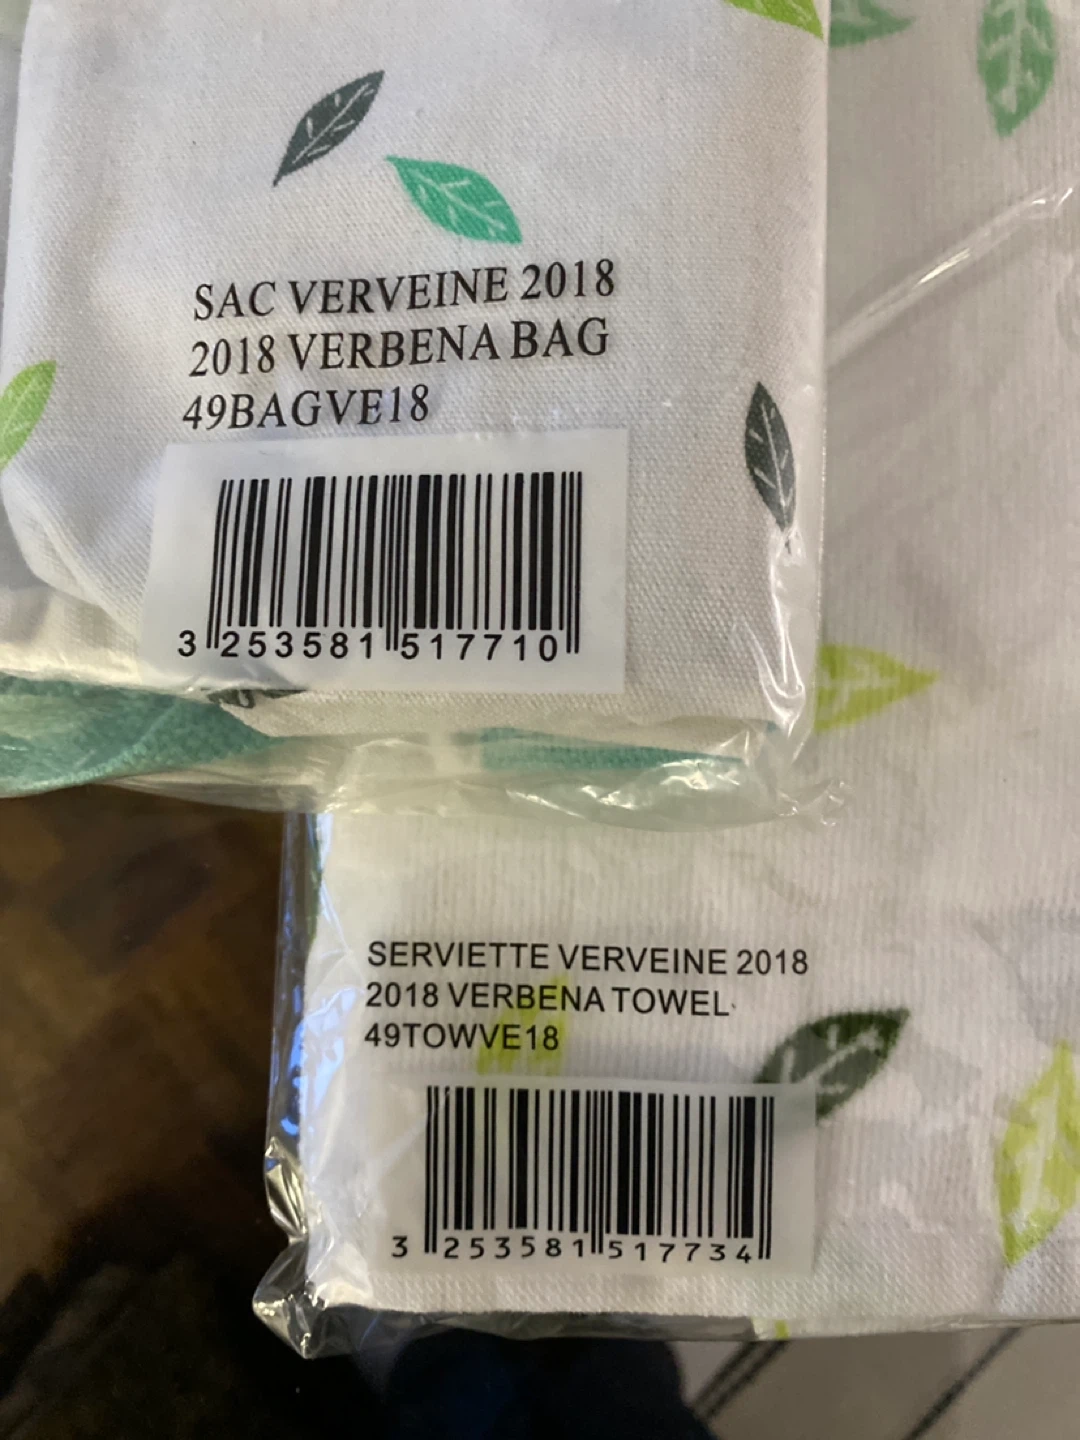 SAC VERVEINE 2018
2018 VERBENA BAG
49BAGVE18
3 253581 517710
SERVIETTE VERVEINE 2018
2018 VERBENA TOWEL
49TOWVE18
3 253581 517734